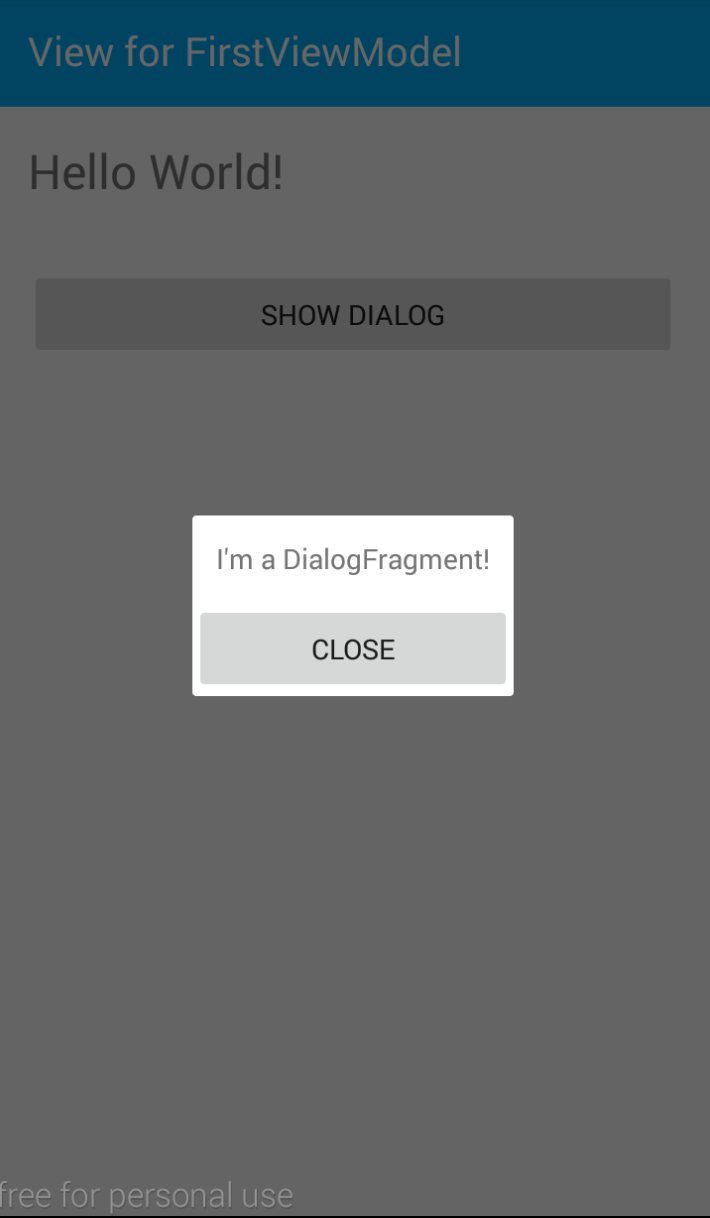 View for FirstViewModel
Hello World!
SHOW DIALOG
I'm a DialogFragment!
CLOSE
free for personal use